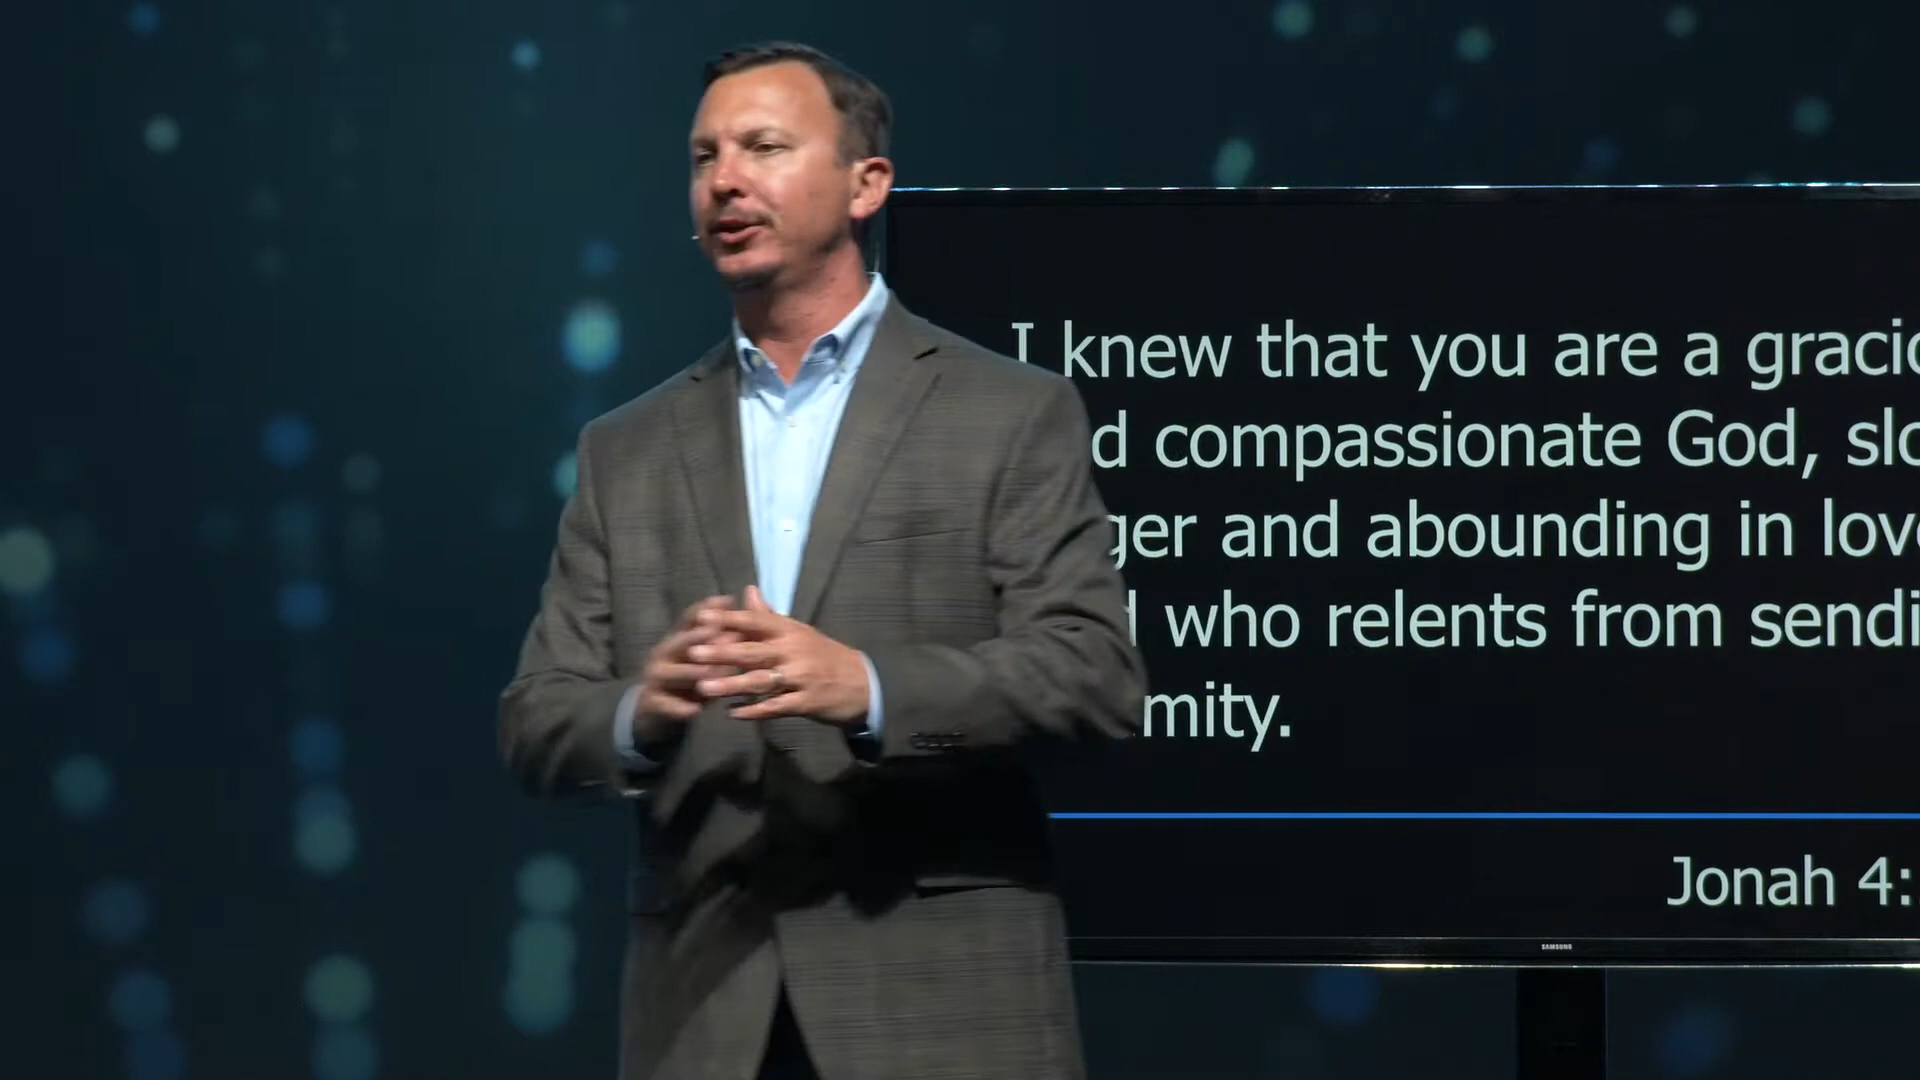 I knew that you are a gracio
d compassionate God, slo
ger and abounding in love
who relents from sendi
mity.
Jonah 4:
SAMSUNG